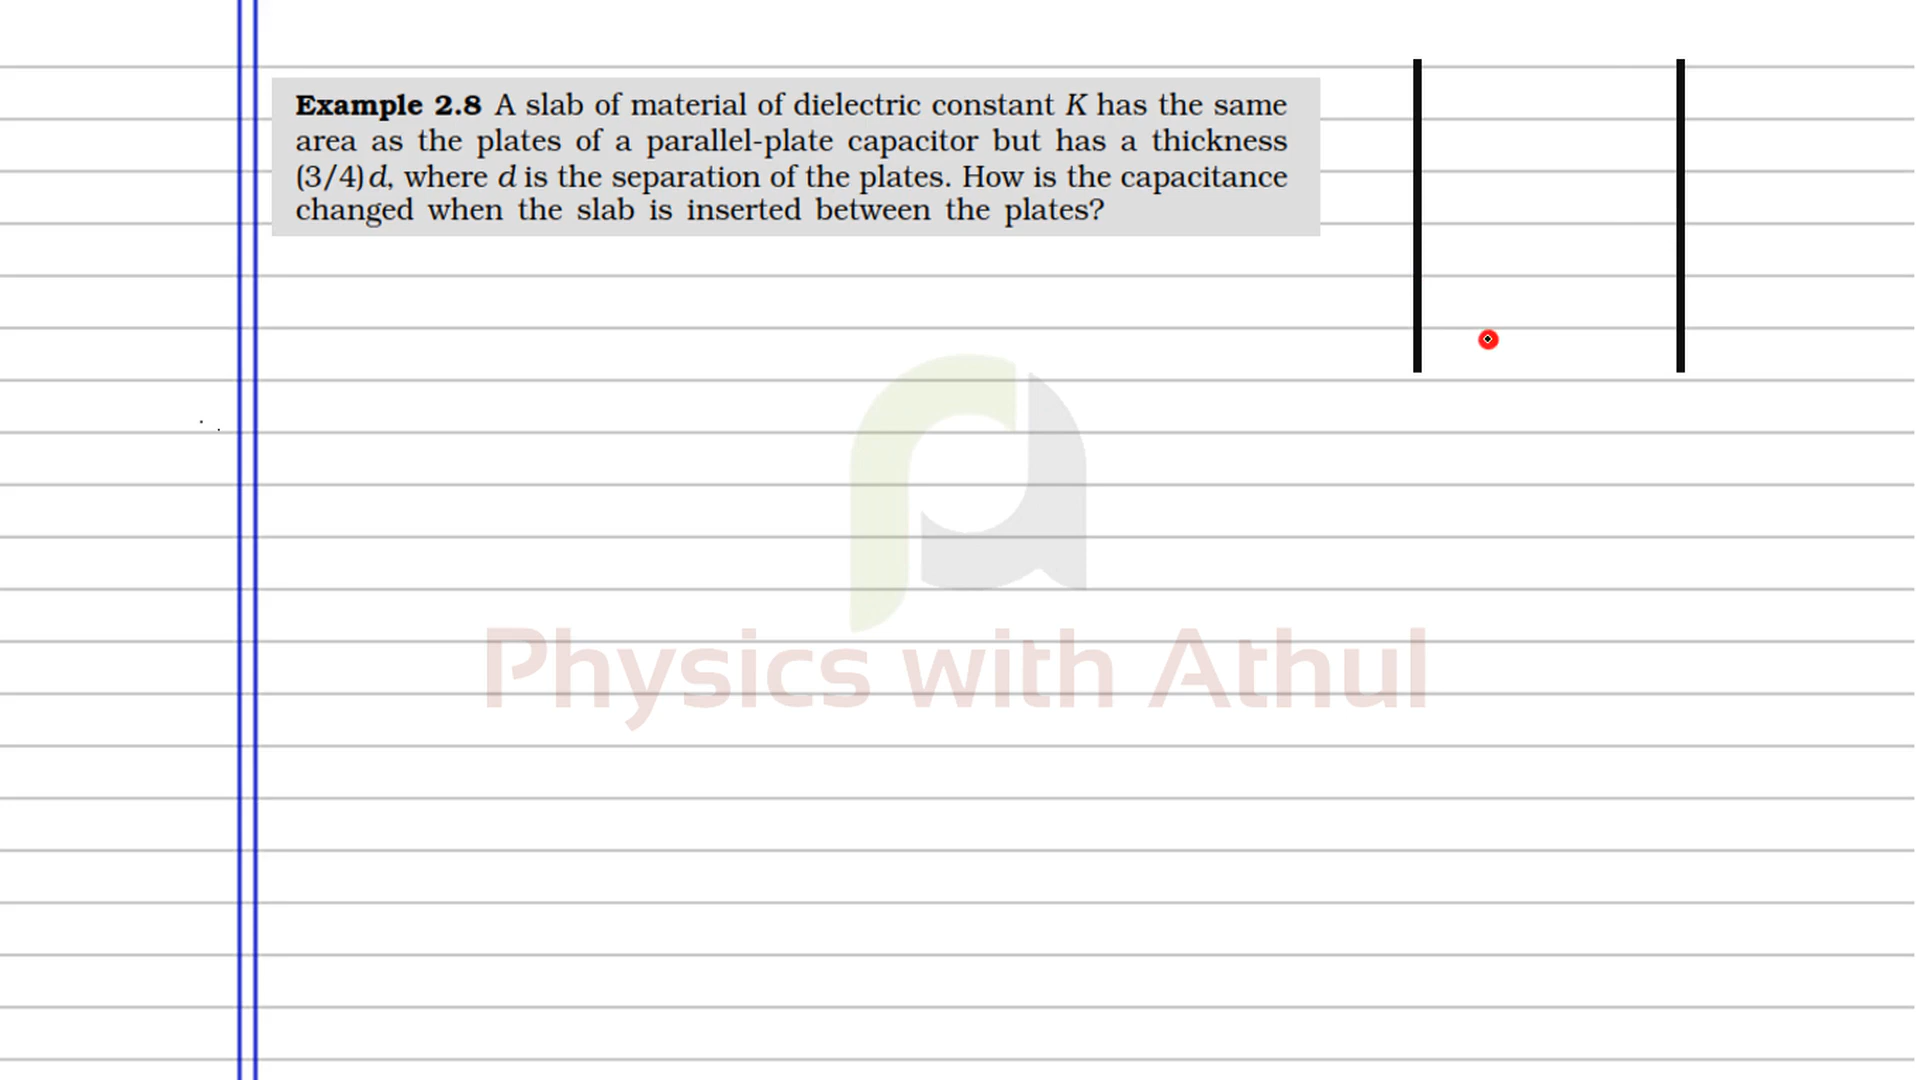 Example 2.8 A slab of material of dielectric constant K has the same
area as the plates of a parallel-plate capacitor but has a thickness
(3/4)d, where d is the separation of the plates. How is the capacitance
changed when the slab is inserted between the plates?
Physics with Athul